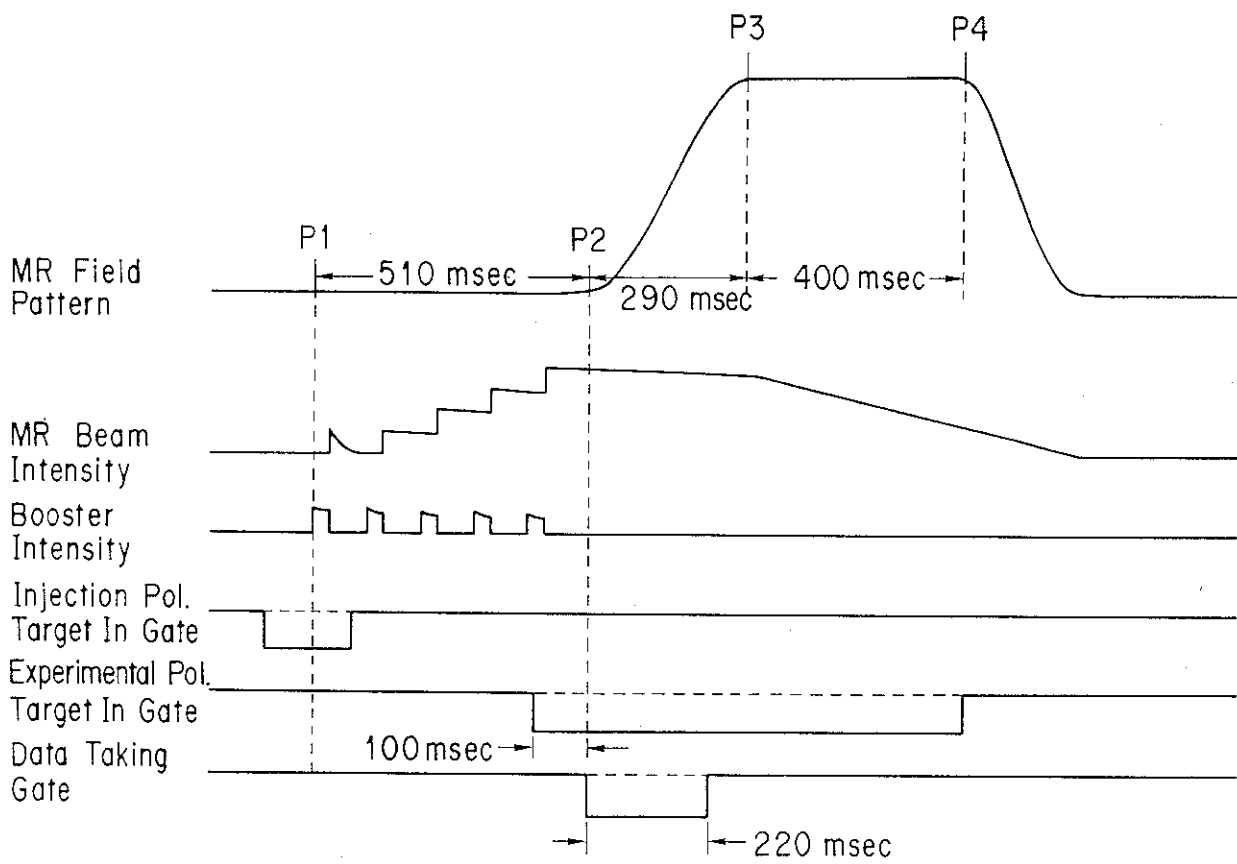 P3
P4
P1
P2
MR Field
Pattern
510 msec
290 msec
400 msec
MR Beam
Intensity
Booster
Intensity
Injection Pol.
Target In Gate
Experimental Pol.
Target In Gate
100 msec
Data Taking
Gate
220 msec